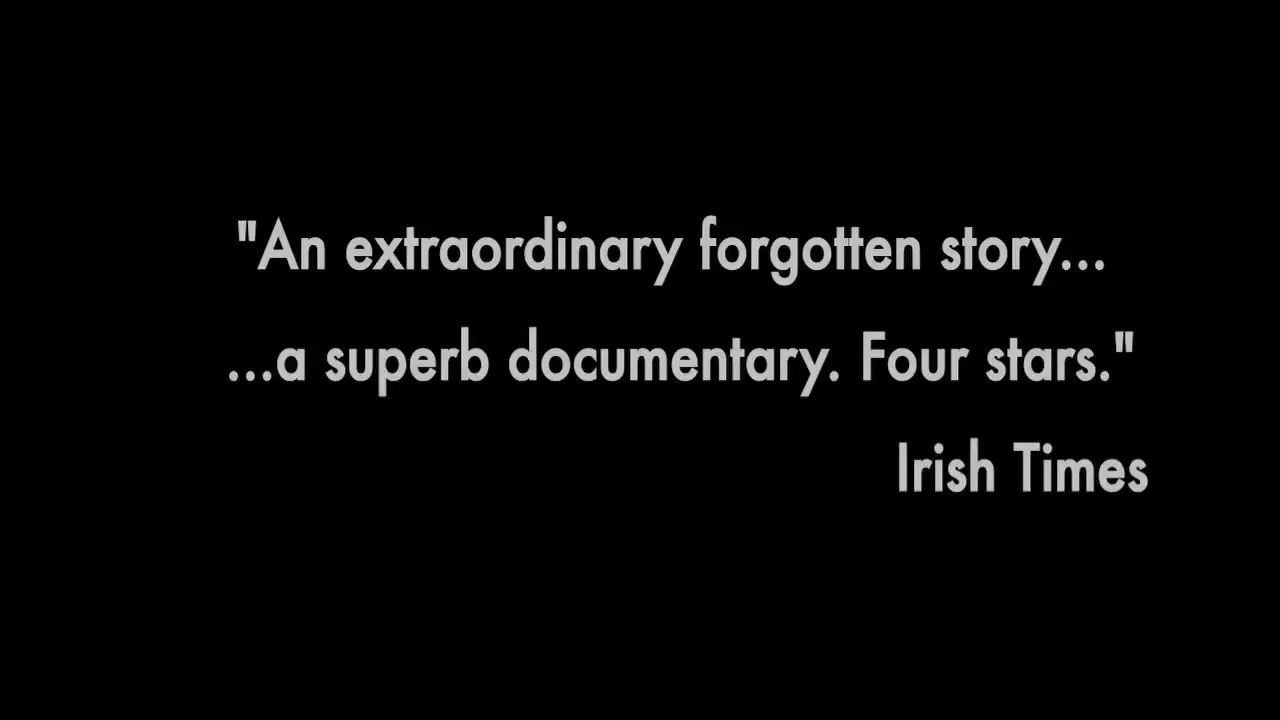 "An extraordinary forgotten story...
...a superb documentary. Four stars."
Irish Times